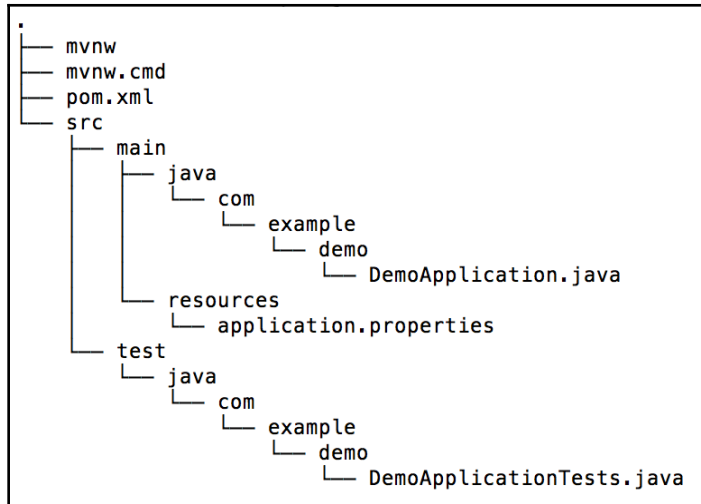 .
├── mvnw
├── mvnw.cmd
├── pom.xml
└── src
    ├── main
    │   ├── java
    │   │   └── com
    │   │       └── example
    │   │           └── demo
    │   │               └── DemoApplication.java
    │   └── resources
    │       └── application.properties
    └── test
        └── java
            └── com
                └── example
                    └── demo
                        └── DemoApplicationTests.java